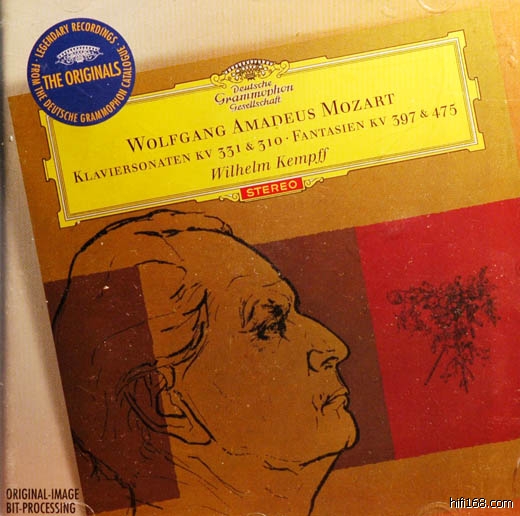 LEGENDARY RECORDINGS
FROM THE DEUTSCHE GRAMMOPHON CATALOGUE
THE ORIGINALS
Deutsche
Grammophon
Gesellschaft
WOLFGANG AMADEUS MOZART
KLAVIERSONATEN KV 331 & 310 · FANTASIEN KV 397 & 475
Wilhelm Kempff
STEREO
ORIGINAL-IMAGE
BIT-PROCESSING
hifi168.com